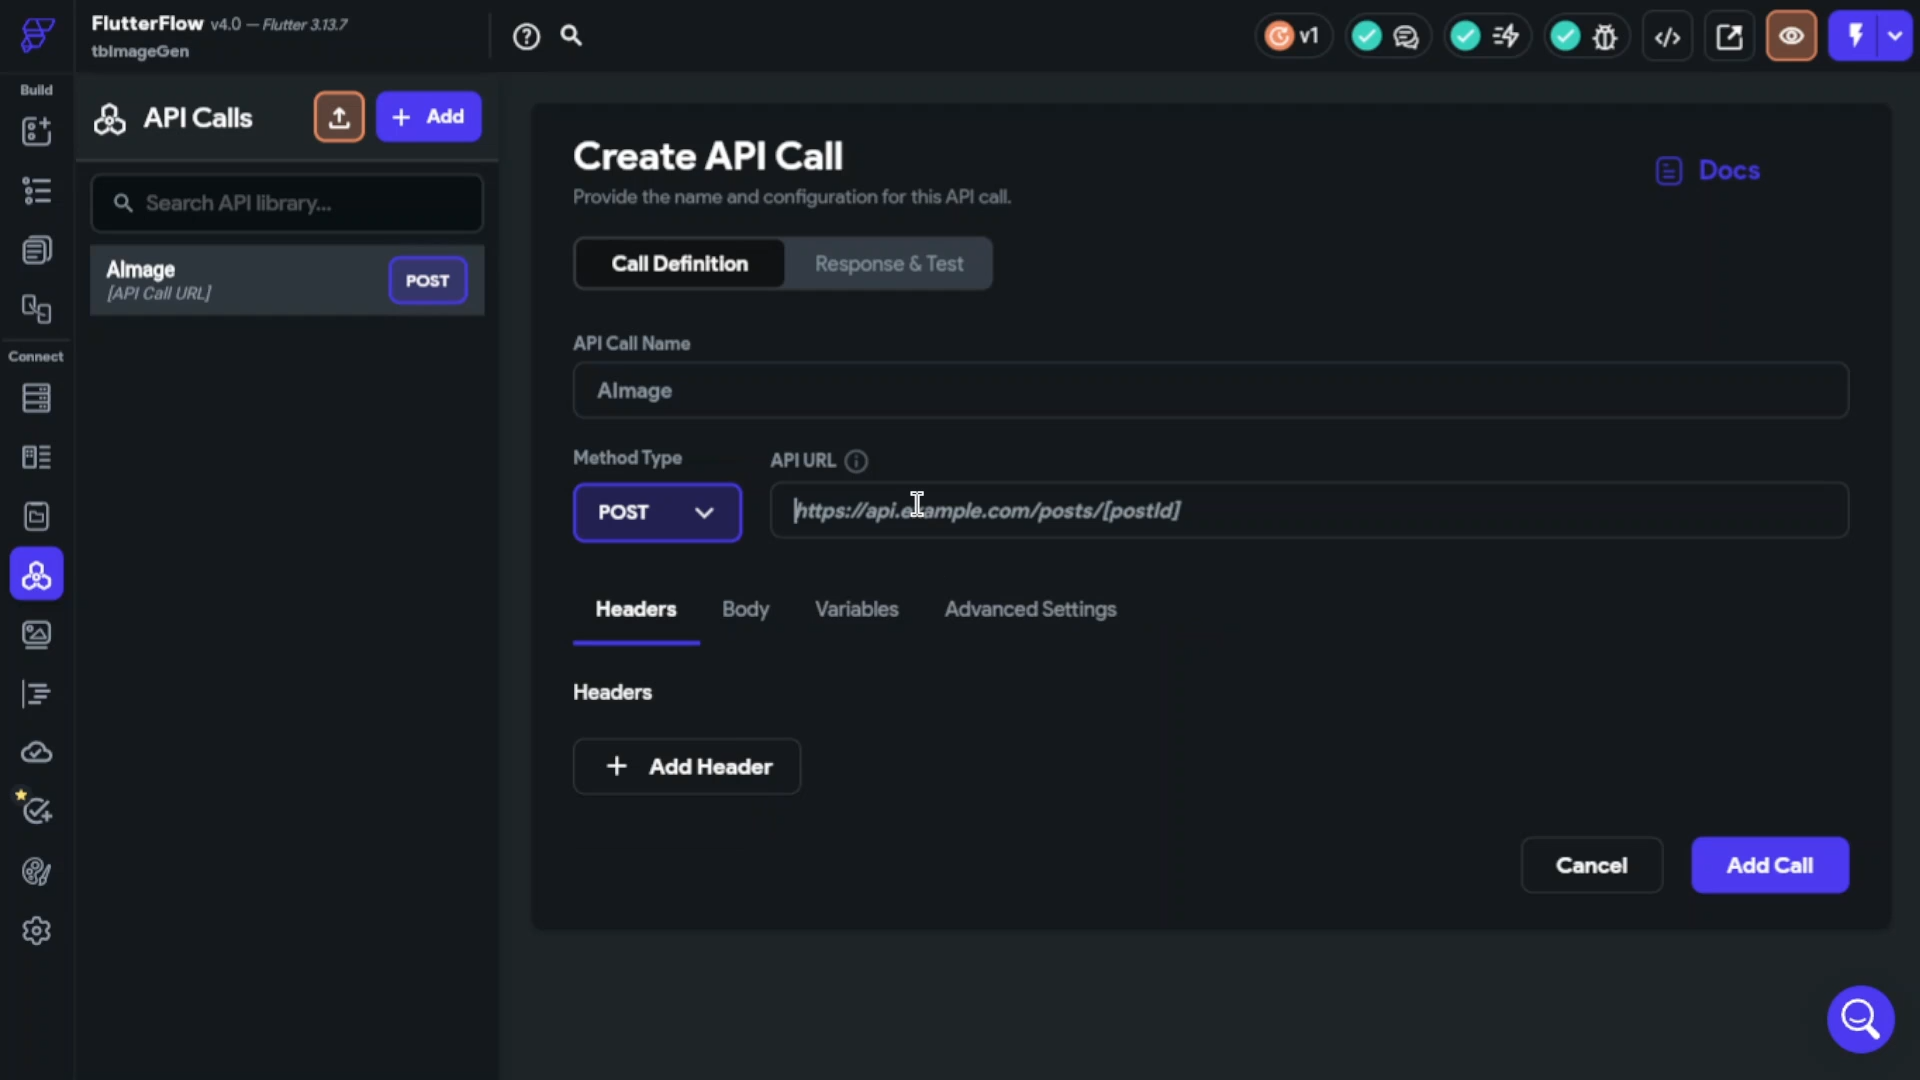 FlutterFlow v4.0 — Flutter 3.13.7
tbImageGen
v1
Build
Connect
API Calls
+ Add
Search API library...
AImage
[API Call URL]
POST
Create API Call
Provide the name and configuration for this API call.
Docs
Call Definition
Response & Test
API Call Name
AImage
Method Type
API URL
POST
https://api.example.com/posts/[postId]
Headers
Body
Variables
Advanced Settings
Headers
+ Add Header
Cancel
Add Call